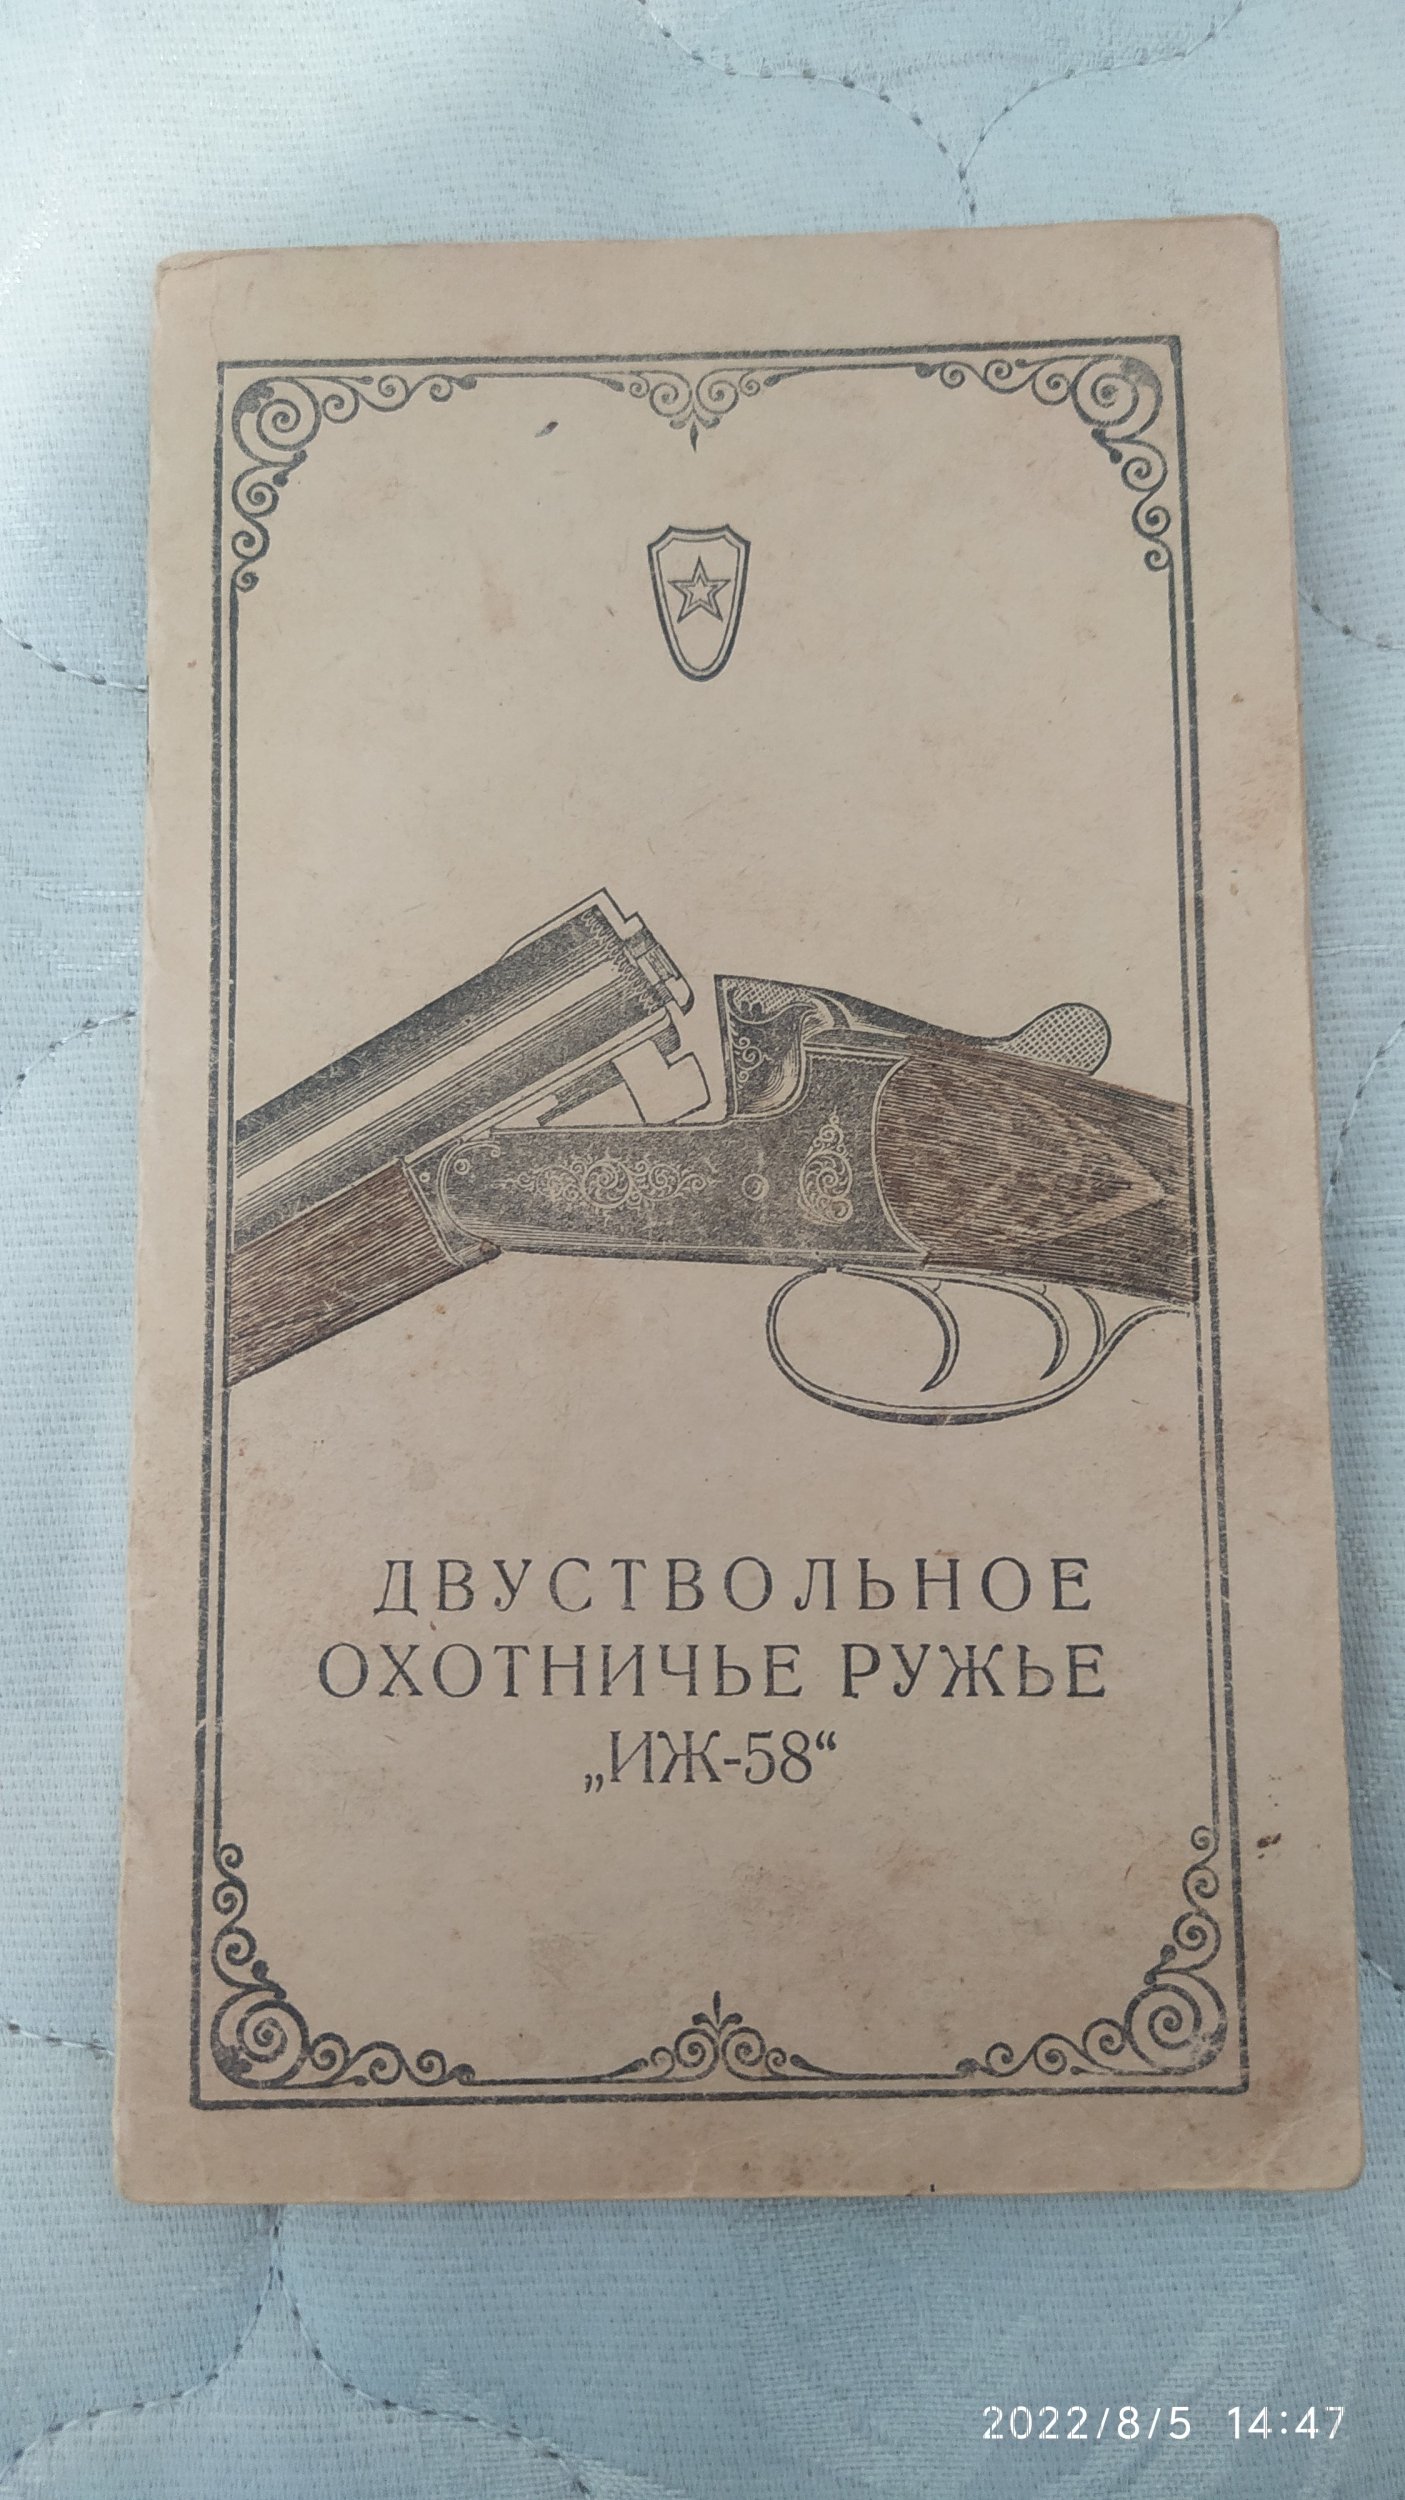 ДВУСТВОЛЬНОЕ
ОХОТНИЧЬЕ РУЖЬЕ
„ИЖ-58“
2022/8/5 14:47